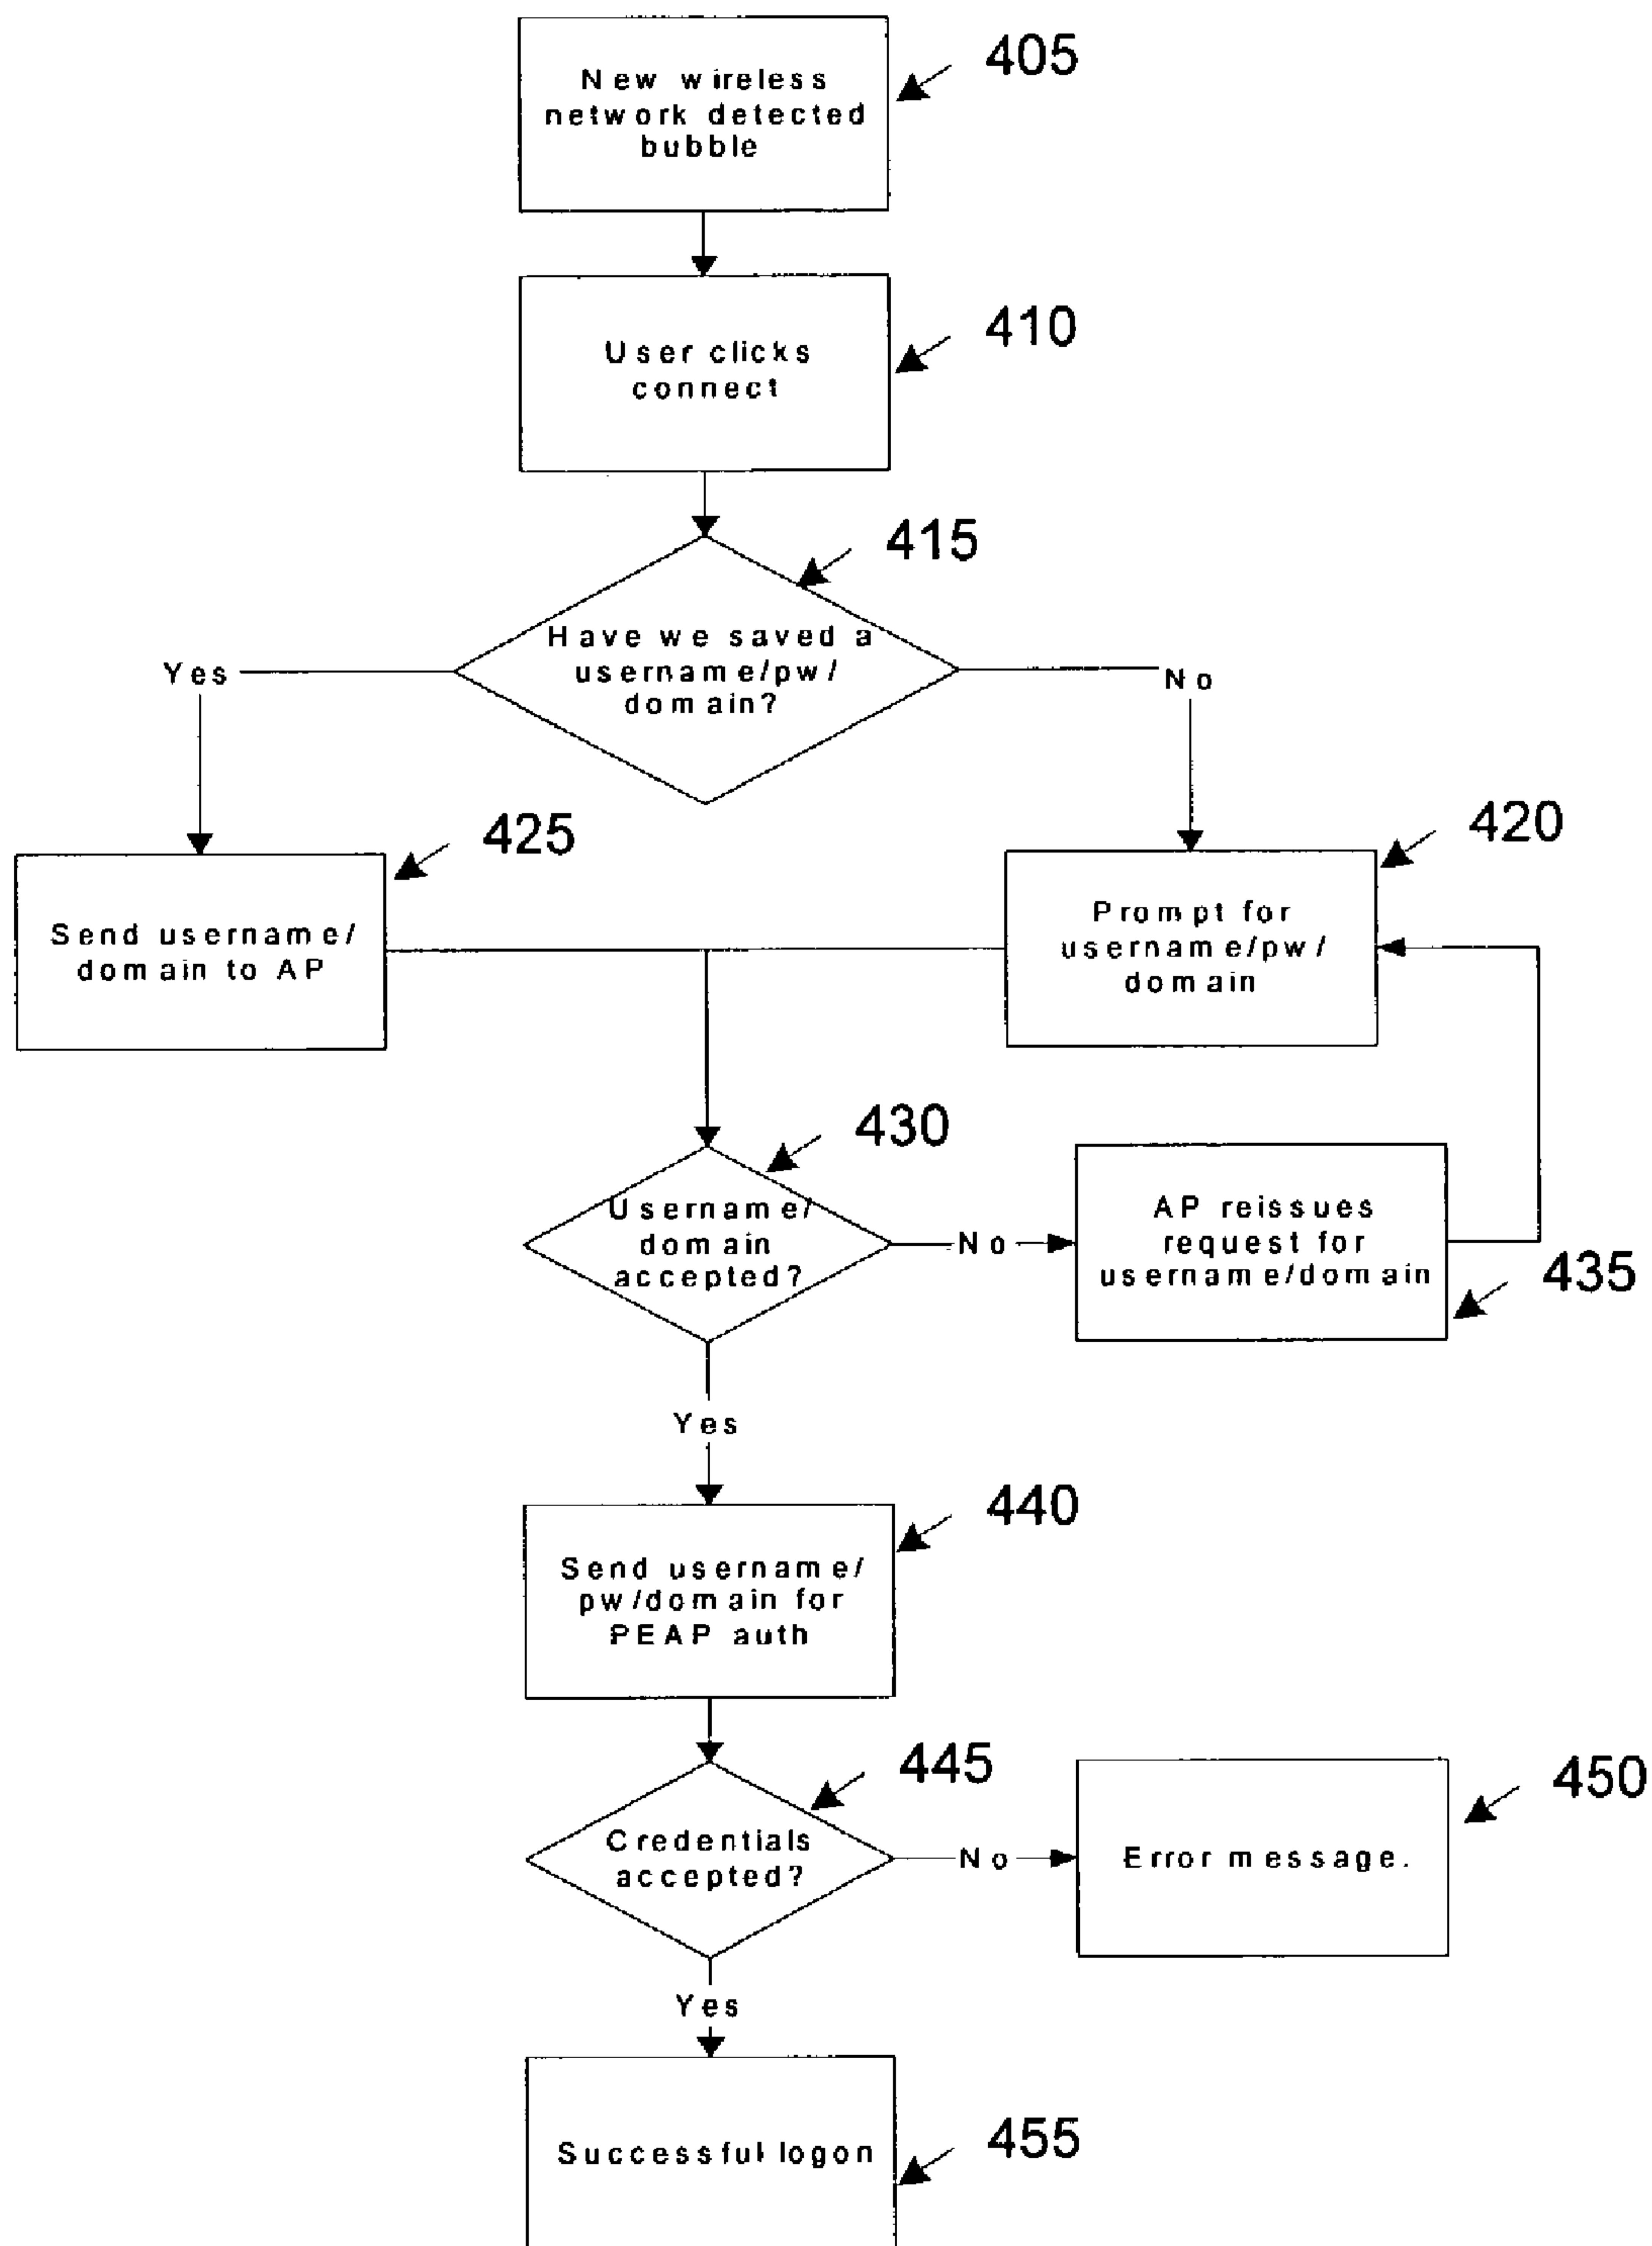 405
New wireless
network detected
bubble
410
User clicks
connect
415
Have we saved a
username/pw/
domain?
Yes
No
425
420
Send username/
domain to AP
Prompt for
username/pw/
domain
430
Username/
domain
accepted?
No
AP reissues
request for
username/domain
435
Yes
440
Send username/
pw/domain for
PEAP auth
445
450
Credentials
accepted?
No
Error message.
Yes
455
Successful logon